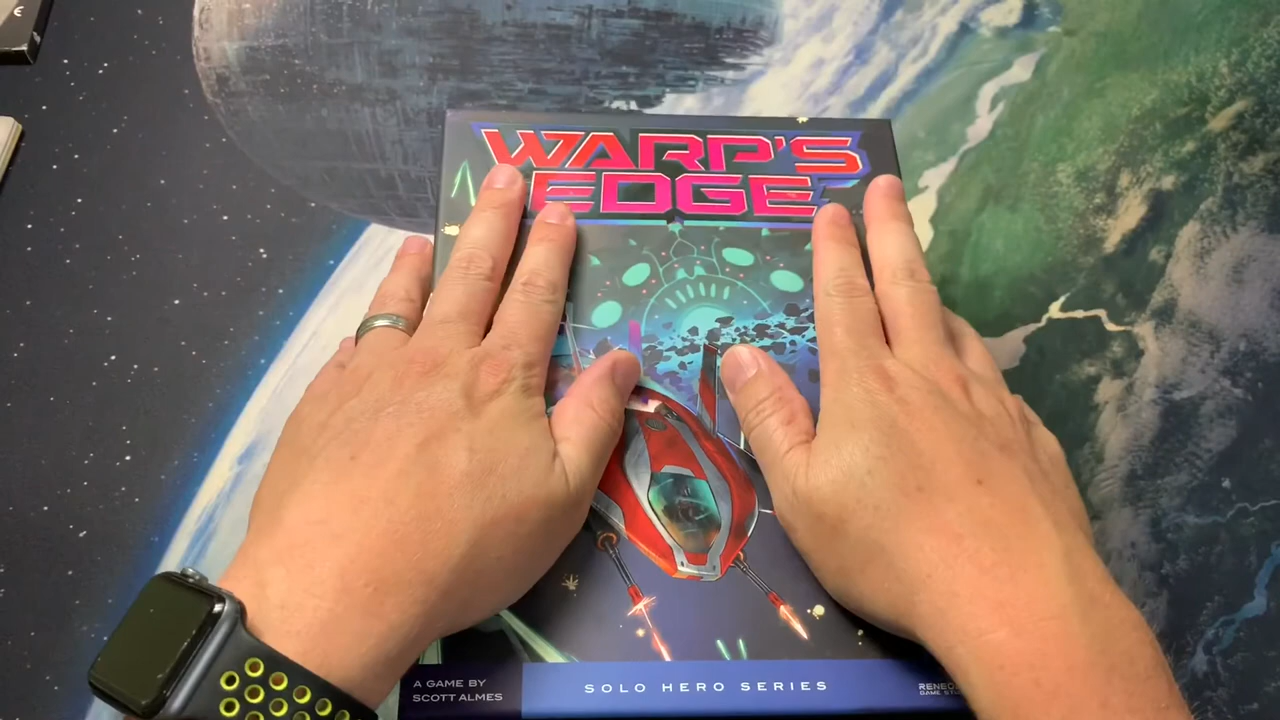 WARP'S
EDGE
A GAME BY
SCOTT ALMES
SOLO HERO SERIES